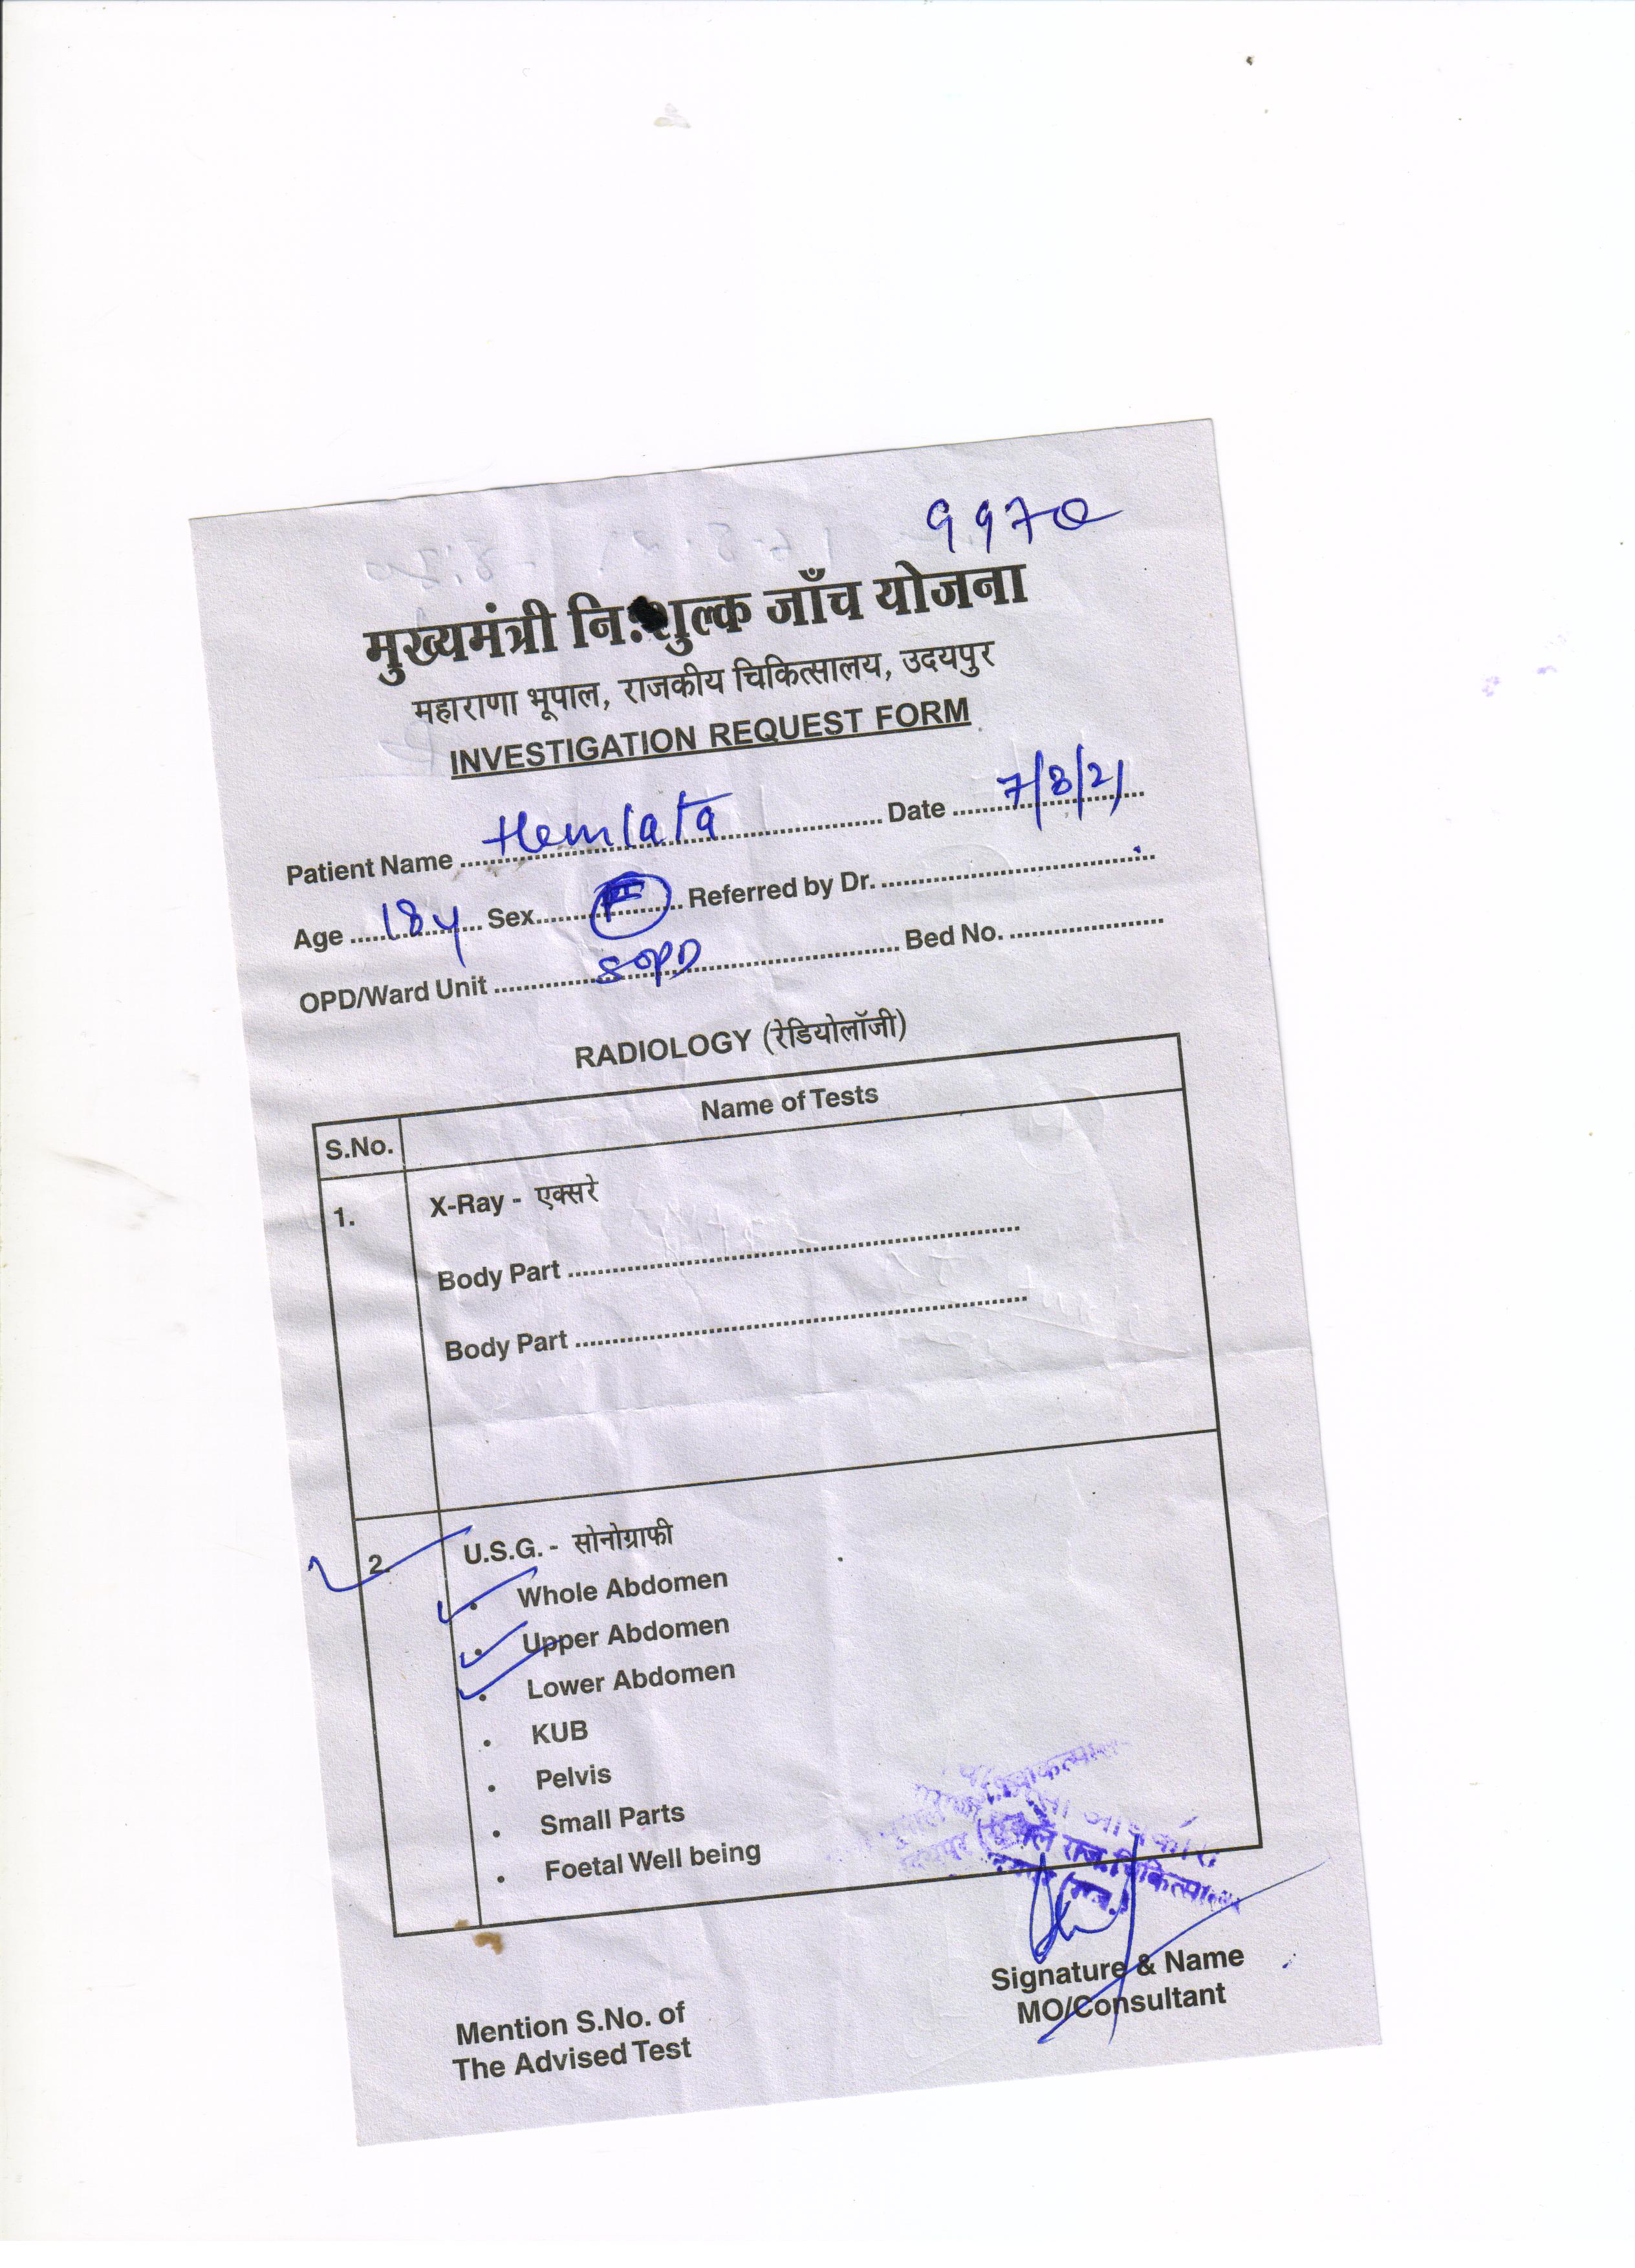 9970
मुख्यमंत्री नि:शुल्क जाँच योजना
महाराणा भूपाल, राजकीय चिकित्सालय, उदयपुर
INVESTIGATION REQUEST FORM
Patient Name Hemlata Date 7/8/21
Age 18y Sex F Referred by Dr.
OPD/Ward Unit SOPD Bed No.
RADIOLOGY (रेडियोलॉजी)
S.No. Name of Tests
1. X-Ray - एक्सरे
Body Part
Body Part
2. U.S.G. - सोनोग्राफी
• Whole Abdomen
• Upper Abdomen
• Lower Abdomen
• KUB
• Pelvis
• Small Parts
• Foetal Well being
राज. चिकित्सा
Signature & Name
MO/Consultant
Mention S.No. of
The Advised Test